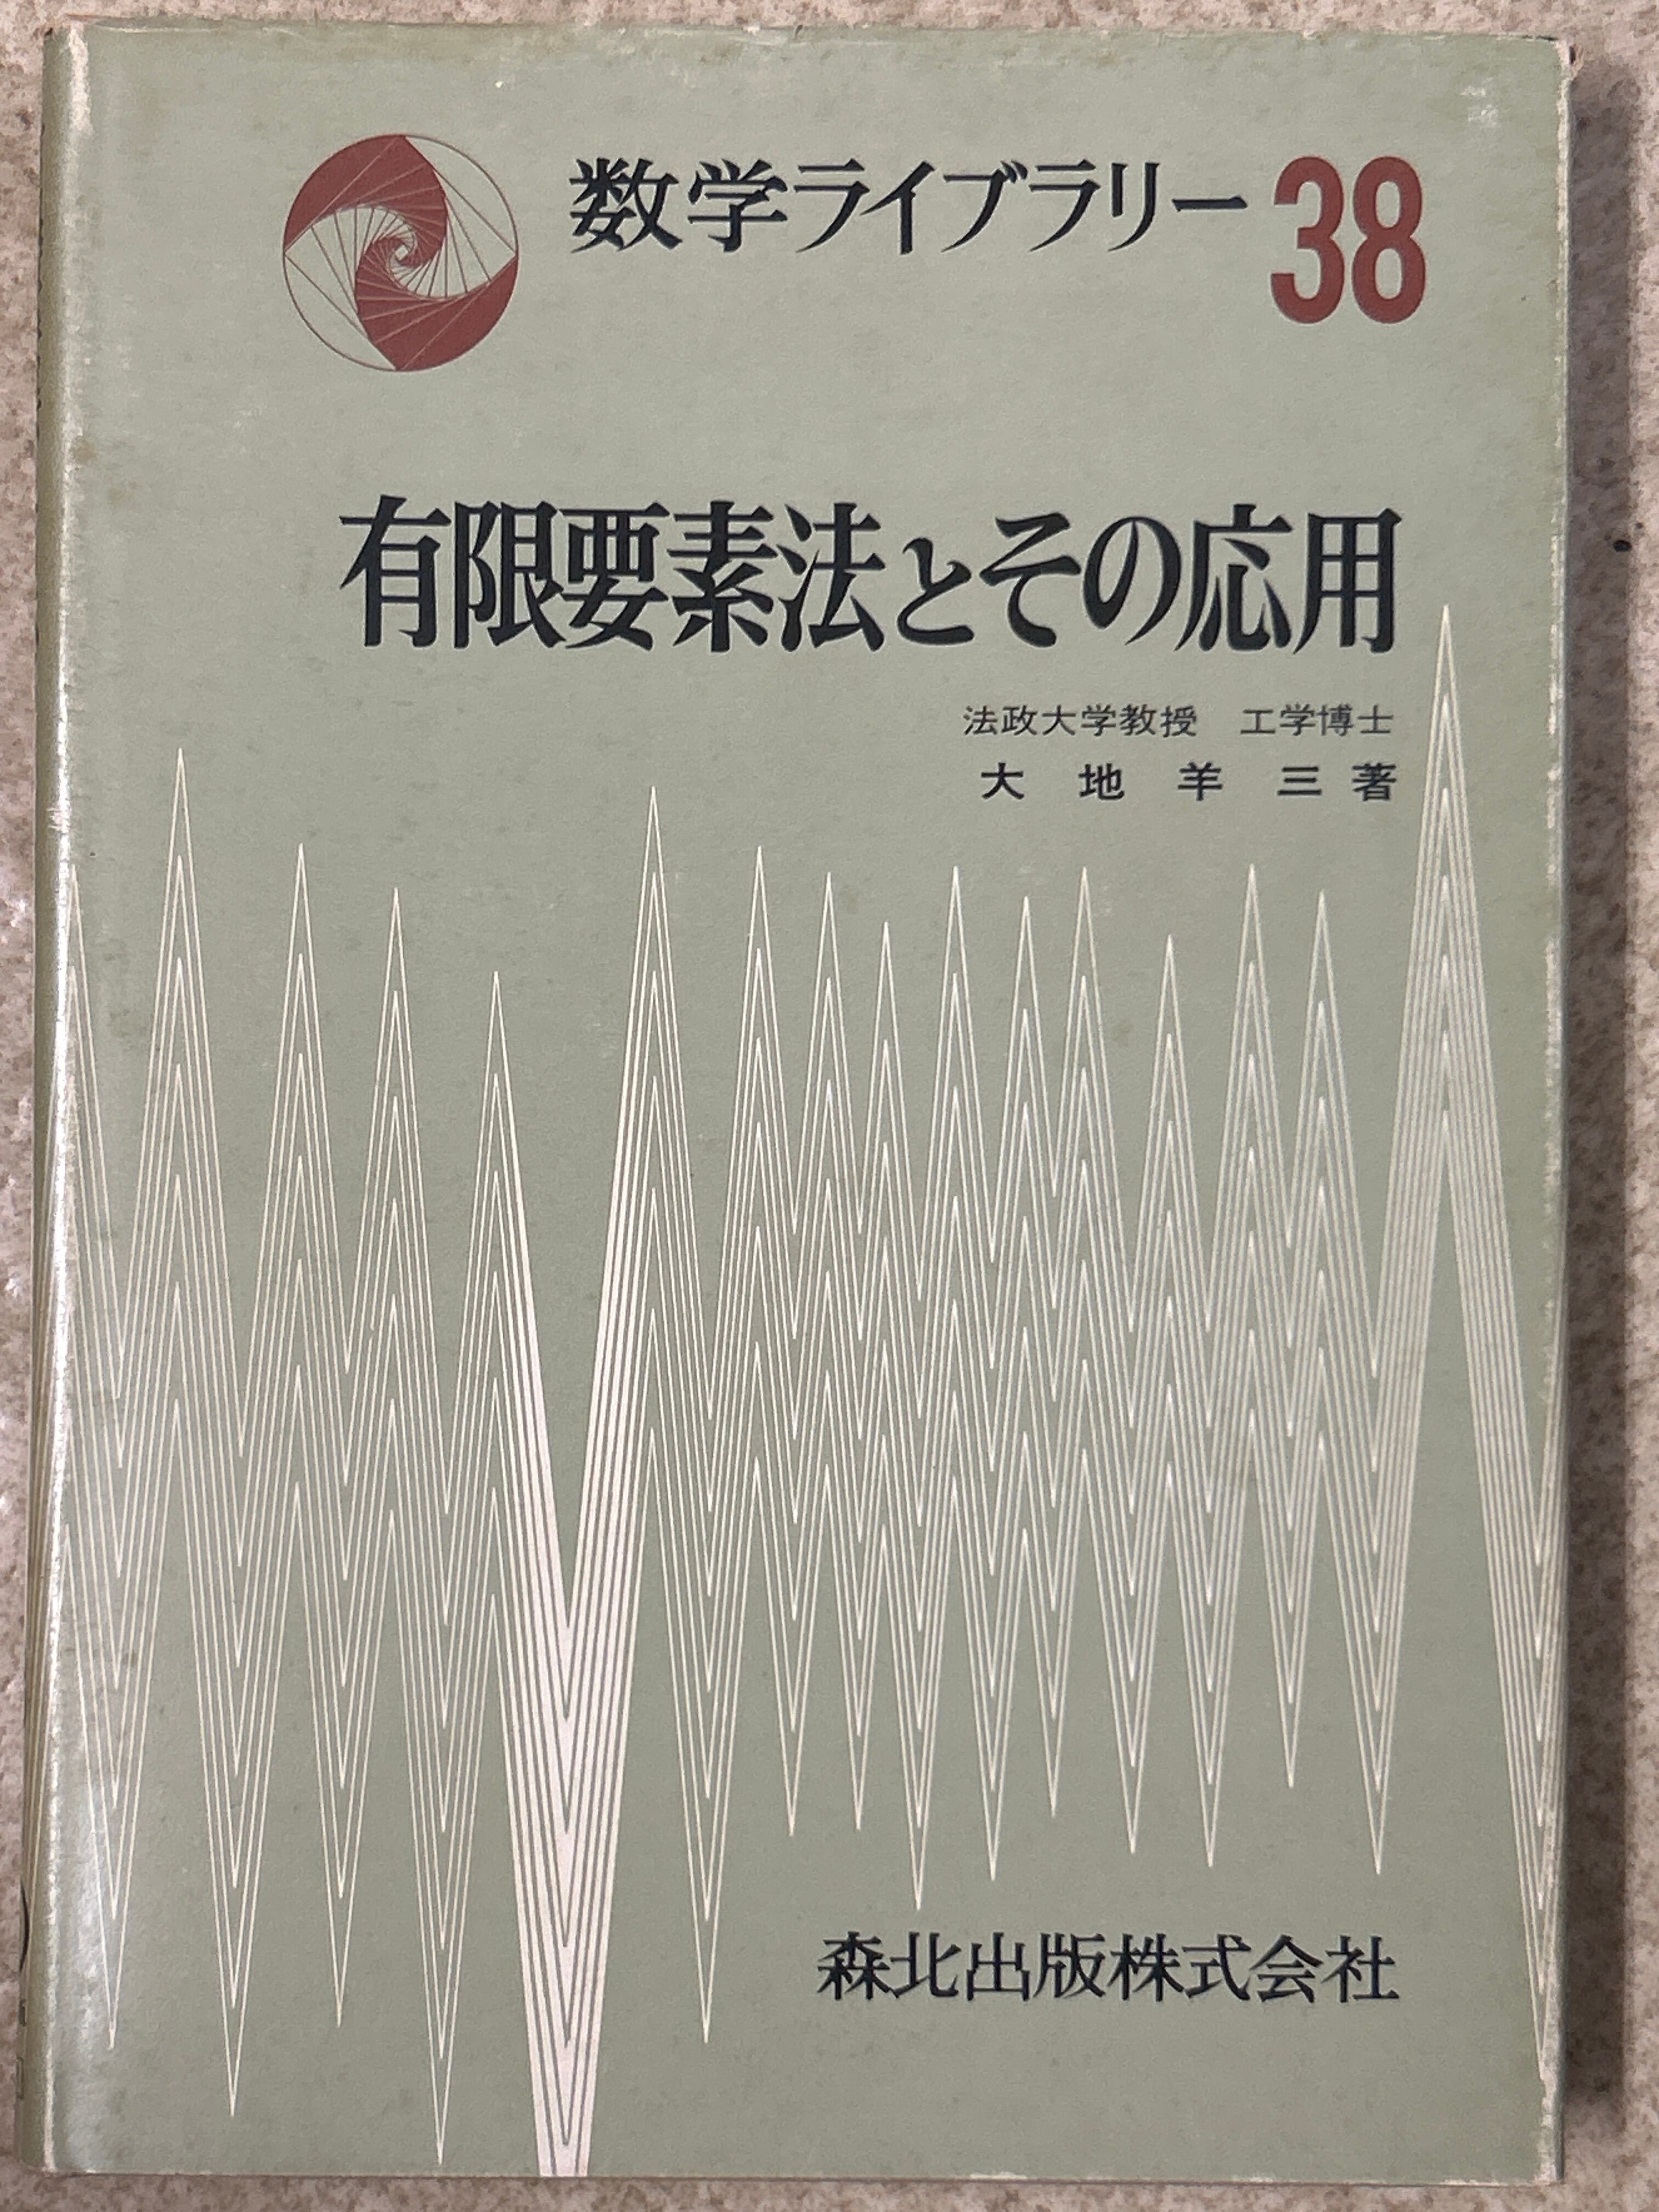 数学ライブラリー 38
有限要素法とその応用
法政大学教授 工学博士
大地羊三著
森北出版株式会社